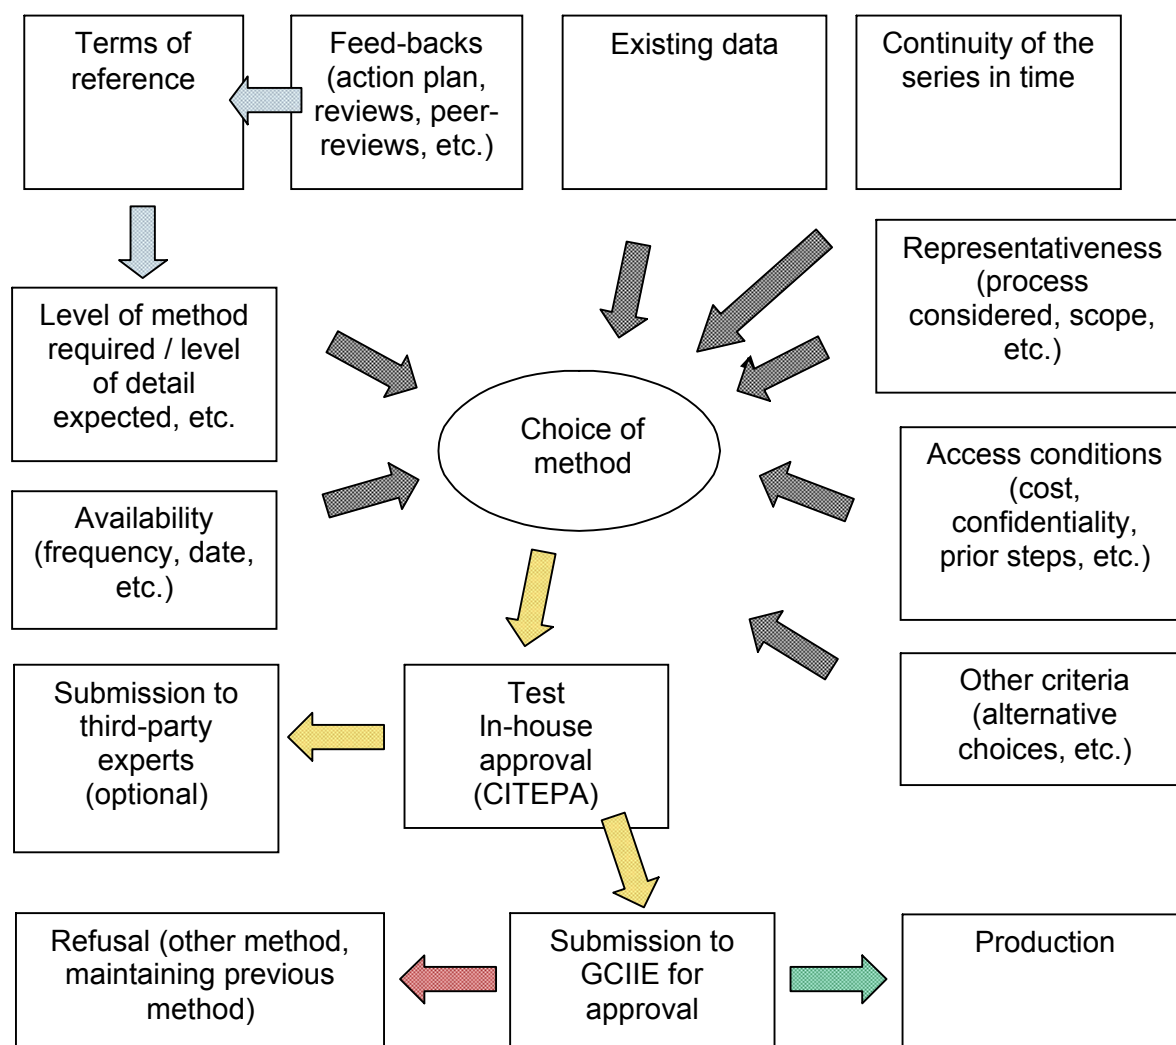 Terms of
reference
Feed-backs
(action plan,
reviews, peer-
reviews, etc.)
Existing data
Continuity of the
series in time
Representativeness
(process
considered, scope,
etc.)
Level of method
required / level
of detail
expected, etc.
Choice of
method
Access conditions
(cost,
confidentiality,
prior steps, etc.)
Availability
(frequency, date,
etc.)
Submission to
third-party
experts
(optional)
Test
In-house
approval
(CITEPA)
Other criteria
(alternative
choices, etc.)
Refusal (other method,
maintaining previous
method)
Submission to
GCIIE for
approval
Production